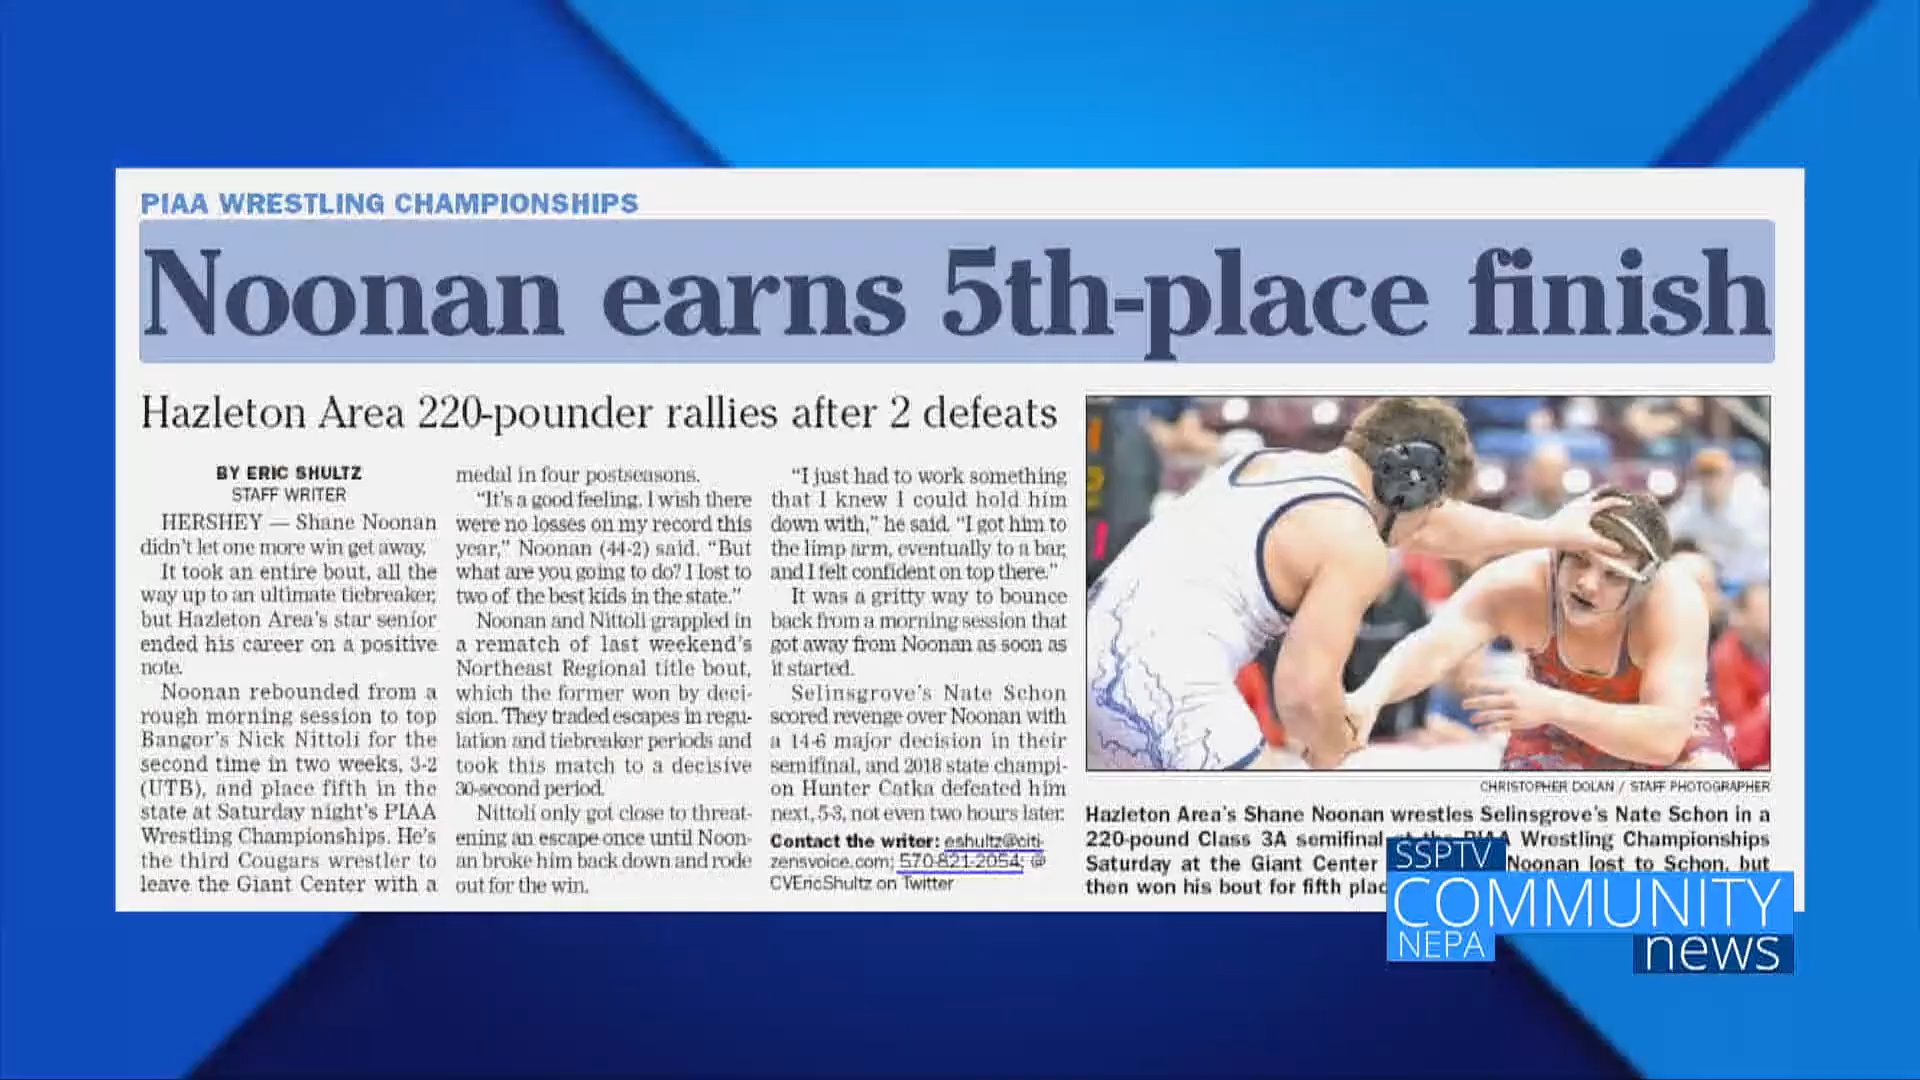 PIAA WRESTLING CHAMPIONSHIPS
Noonan earns 5th-place finish
Hazleton Area 220-pounder rallies after 2 defeats
BY ERIC SHULTZ
STAFF WRITER
HERSHEY — Shane Noonan
didn't let one more win get away.
It took an entire bout, all the
way up to an ultimate tiebreaker,
but Hazleton Area's star senior
ended his career on a positive
note.
Noonan rebounded from a
rough morning session to top
Bangor's Nick Nittoli for the
second time in two weeks, 3-2
(UTB), and place fifth in the
state at Saturday night's PIAA
Wrestling Championships. He's
the third Cougars wrestler to
leave the Giant Center with a
medal in four postseasons.
"It's a good feeling. I wish there
were no losses on my record this
year," Noonan (44-2) said. "But
what are you going to do? I lost to
two of the best kids in the state."
Noonan and Nittoli grappled in
a rematch of last weekend's
Northeast Regional title bout,
which the former won by deci-
sion. They traded escapes in regu-
lation and tiebreaker periods and
took this match to a decisive
30-second period.
Nittoli only got close to threat-
ening an escape once until Noon-
an broke him back down and rode
out for the win.
"I just had to work something
that I knew I could hold him
down with," he said. "I got him to
the limp arm, eventually to a bar,
and I felt confident on top there."
It was a gritty way to bounce
back from a morning session that
got away from Noonan as soon as
it started.
Selinsgrove's Nate Schon
scored revenge over Noonan with
a 14-6 major decision in their
semifinal, and 2018 state champi-
on Hunter Catka defeated him
next, 5-3, not even two hours later.
Contact the writer: eshultz@citi-
zensvoice.com; 570-821-2054; @
CVEricShultz on Twitter
CHRISTOPHER DOLAN / STAFF PHOTOGRAPHER
Hazleton Area's Shane Noonan wrestles Selinsgrove's Nate Schon in a
220-pound Class 3A semifinal at the PIAA Wrestling Championships
Saturday at the Giant Center Noonan lost to Schon, but
then won his bout for fifth
SSPTV
COMMUNITY
NEPA
news